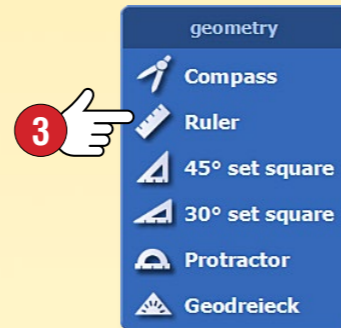 geometry
Compass
3
Ruler
45° set square
30° set square
Protractor
Geodreieck